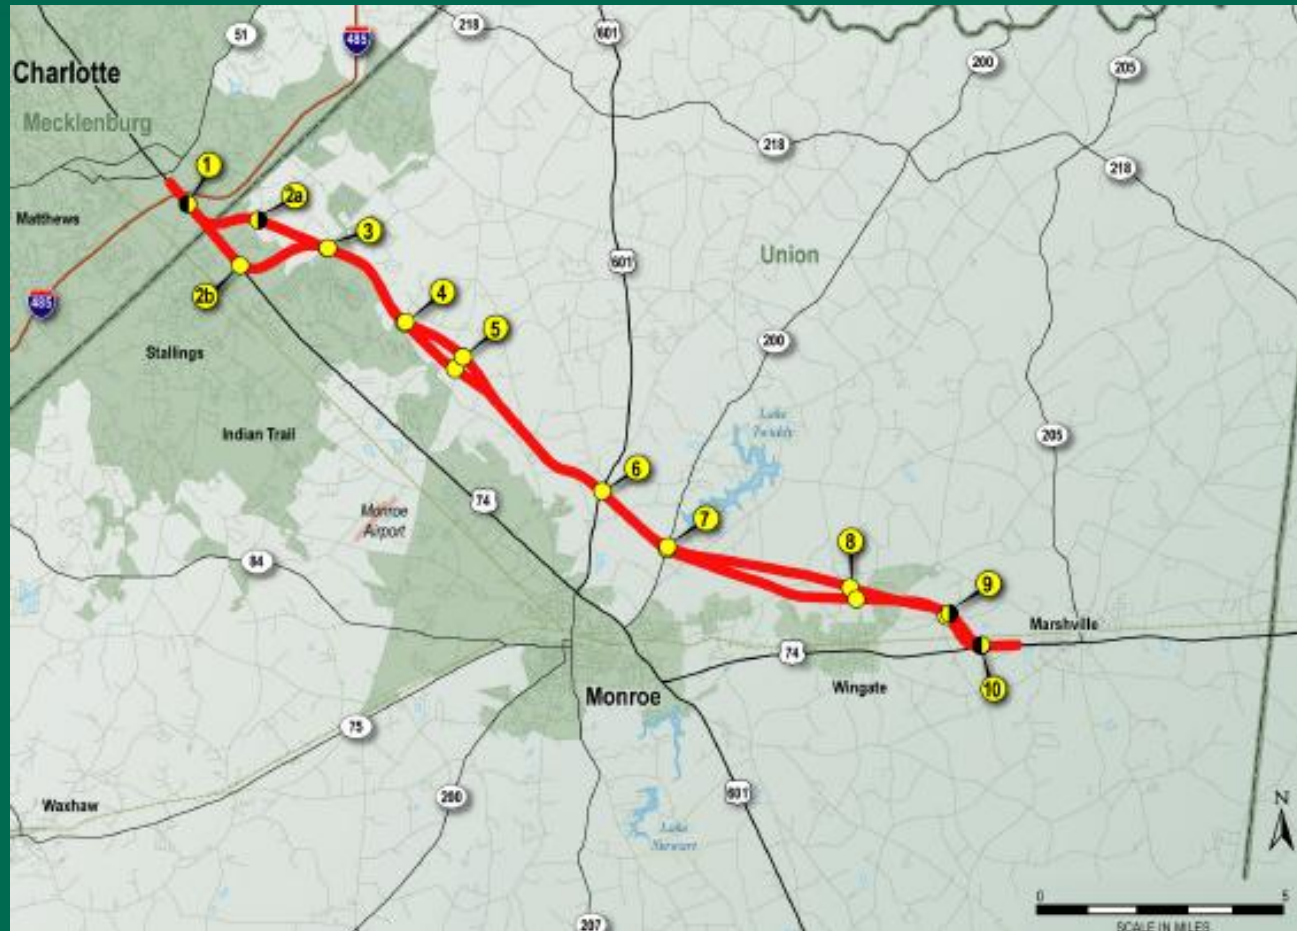 51
485
218
601
200
205
Charlotte
Mecklenburg
218
218
1
2a
Matthews
3
601
Union
485
2b
4
Stallings
5
200
Lake
Twitty
Indian Trail
205
6
74
Monroe
Airport
7
8
84
9
Marshville
74
Monroe
Wingate
10
75
Waxhaw
200
601
Lake
Stewart
N
0 5
207
SCALE IN MILES